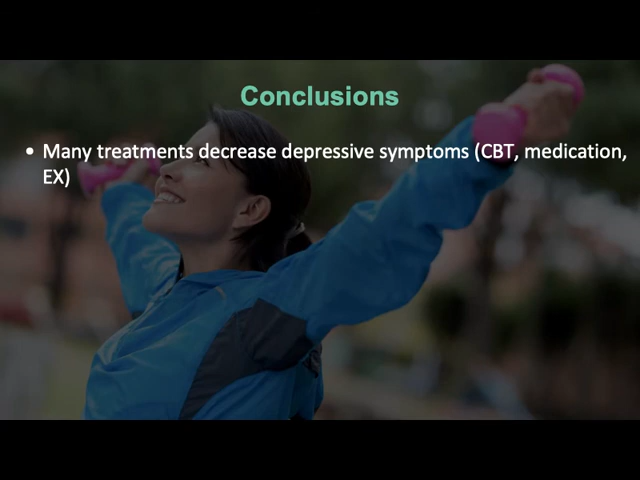 Conclusions
• Many treatments decrease depressive symptoms (CBT, medication,
EX)